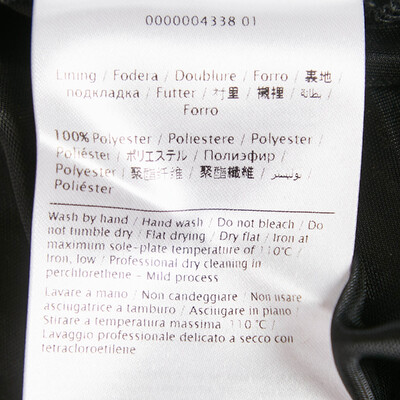 0000004338 01
Lining / Fodera / Doublure / Forro / 裏地 /
подкладка / Futter / 衬里 / 襯裡 / بطانة /
Forro
100% Polyester / Poliestere / Polyester /
Poliéster / ポリエステル / Полиэфир /
Polyester / 聚酯纤维 / 聚酯纖維 / بوليستر /
Poliéster
Wash by hand / Hand wash / Do not bleach / Do
not tumble dry / Flat drying / Dry flat / Iron at
maximum sole-plate temperature of 110°C /
Iron, low / Professional dry cleaning in
perchlorethene - Mild process
Lavare a mano / Non candeggiare / Non usare
asciugatrice a tamburo / Asciugare in piano /
Stirare a temperatura massima 110°C /
Lavaggio professionale delicato a secco con
tetracloroetilene